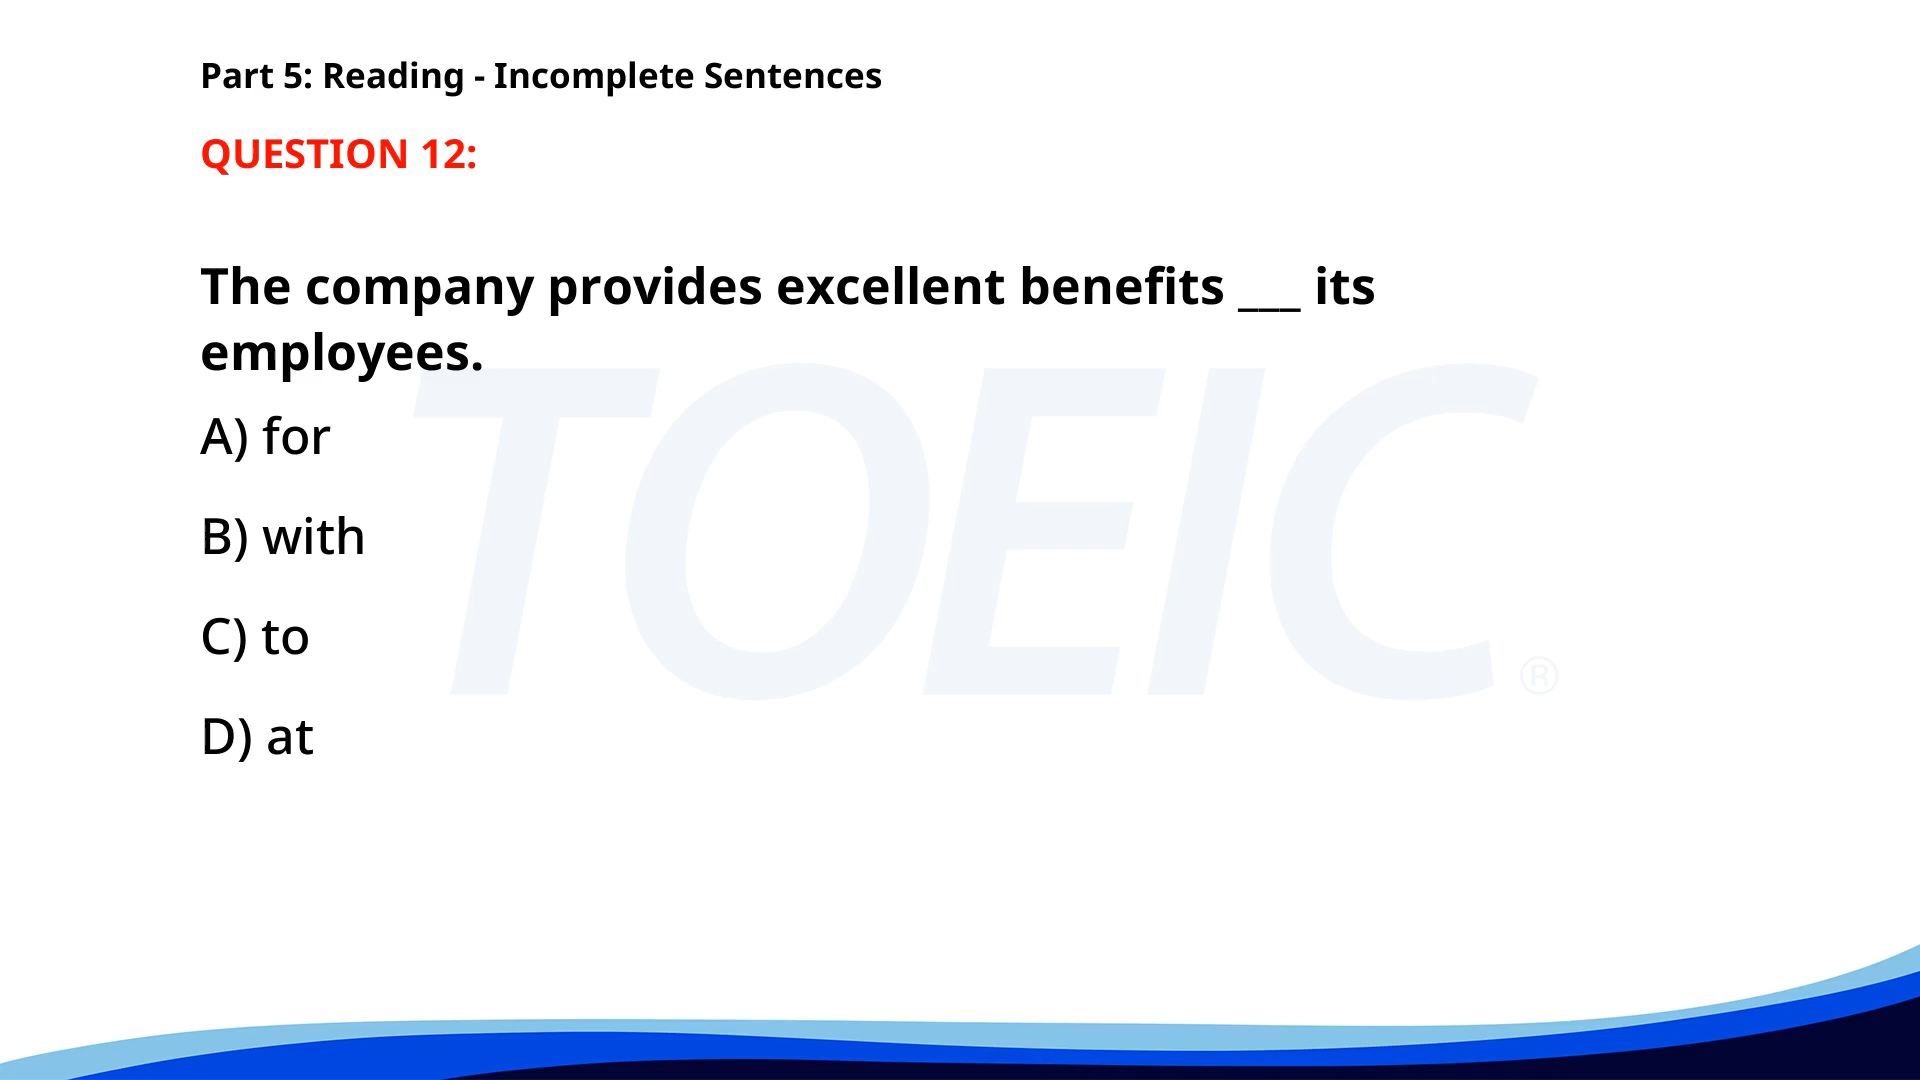 Part 5: Reading - Incomplete Sentences
QUESTION 12:
The company provides excellent benefits ___ its
employees.
A) for
B) with
C) to
D) at
TOEIC®